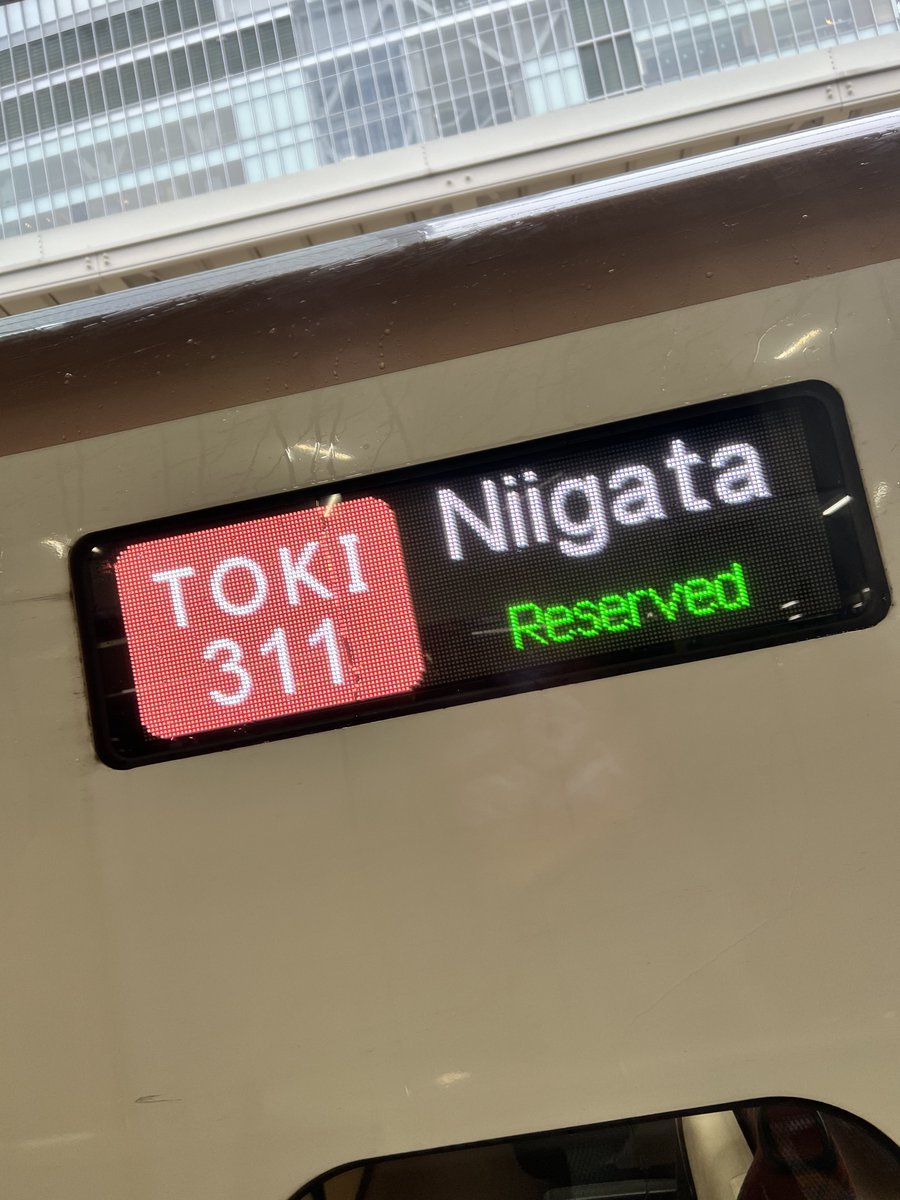 TOKI
311
Niigata
Reserved